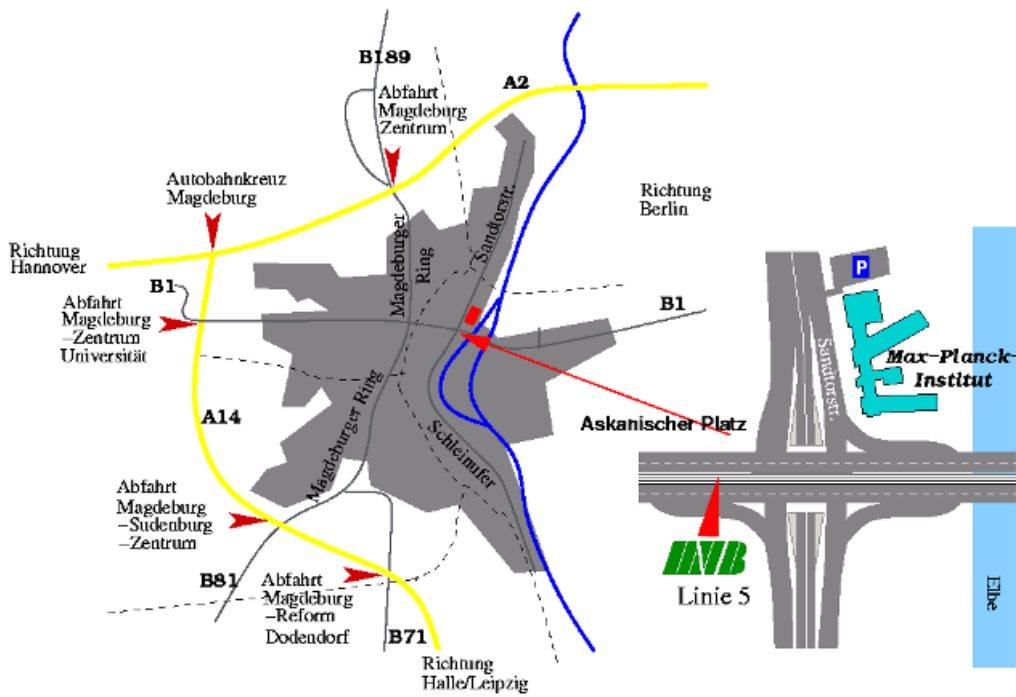 B189
A2
Abfahrt
Magdeburg
Zentrum
Autobahnkreuz
Magdeburg
Richtung
Berlin
Sandtorstr.
Magdeburger
Ring
Richtung
Hannover
B1
B1
Abfahrt
Magdeburg
-Zentrum
Universität
P
Sandtorstr.
Max-Planck-
Institut
Magdeburger Ring
Askanischer Platz
A14
Schleinufer
Abfahrt
Magdeburg
-Sudenburg
-Zentrum
MVB
Linie 5
Elbe
B81
Abfahrt
Magdeburg
-Reform
Dodendorf
B71
Richtung
Halle/Leipzig